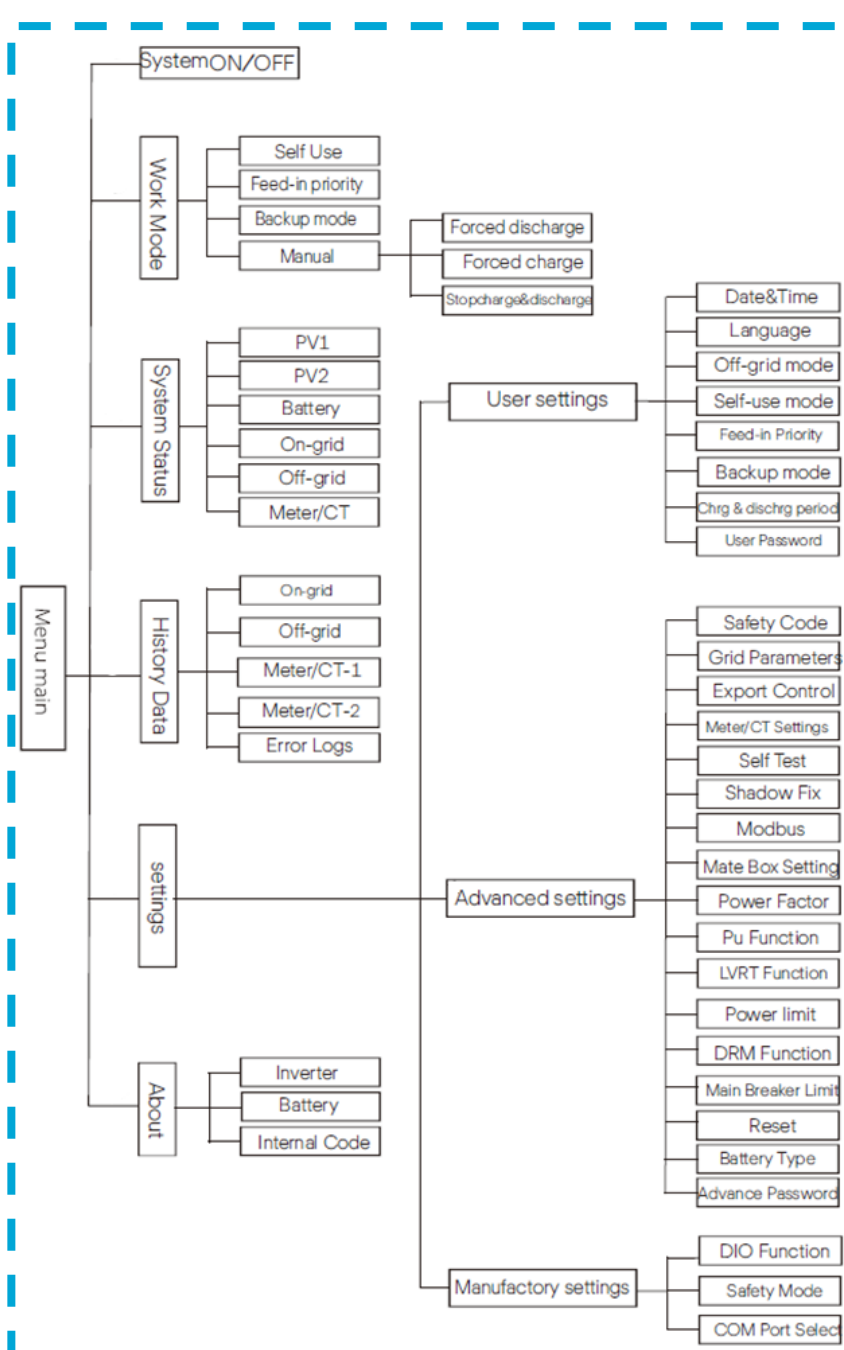 SystemON/OFF
Work Mode
Self Use
Feed-in priority
Backup mode
Manual
Forced discharge
Forced charge
Stopcharge&discharge
System Status
PV1
PV2
Battery
On-grid
Off-grid
Meter/CT
Menu main
History Data
On-grid
Off-grid
Meter/CT-1
Meter/CT-2
Error Logs
settings
User settings
Date&Time
Language
Off-grid mode
Self-use mode
Feed-in Priority
Backup mode
Chrg & dischrg period
User Password
Advanced settings
Safety Code
Grid Parameters
Export Control
Meter/CT Settings
Self Test
Shadow Fix
Modbus
Mate Box Setting
Power Factor
Pu Function
LVRT Function
Power limit
DRM Function
Main Breaker Limit
Reset
Battery Type
Advance Password
Manufactory settings
DIO Function
Safety Mode
COM Port Select
About
Inverter
Battery
Internal Code